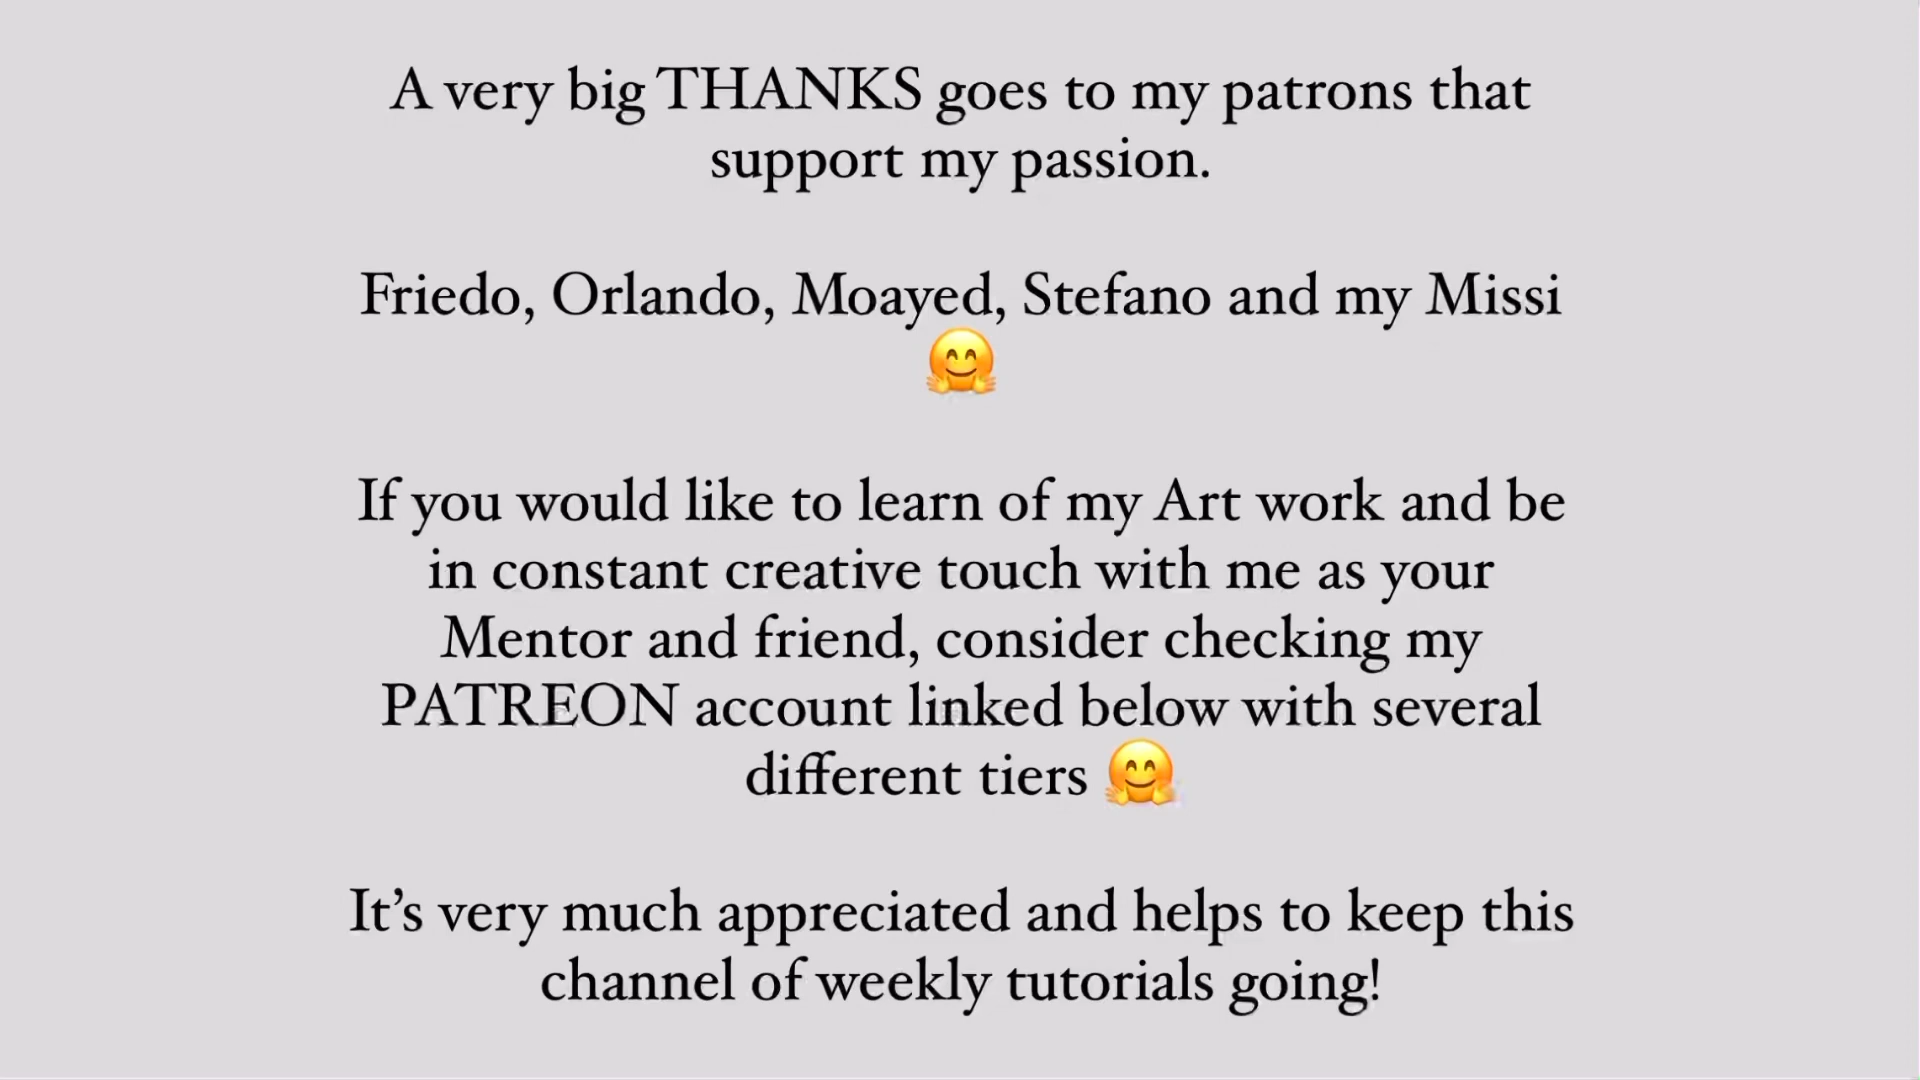 A very big THANKS goes to my patrons that
support my passion.
Friedo, Orlando, Moayed, Stefano and my Missi
🤗
If you would like to learn of my Art work and be
in constant creative touch with me as your
Mentor and friend, consider checking my
PATREON account linked below with several
different tiers 🤗
It’s very much appreciated and helps to keep this
channel of weekly tutorials going!